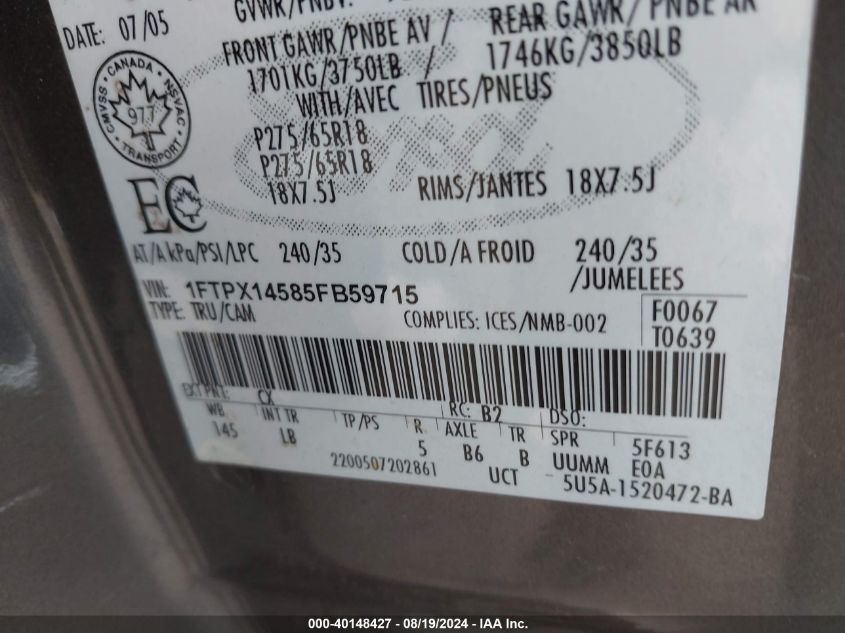 DATE: 07/05
GVWR/PNBV:
FRONT GAWR/PNBE AV / REAR GAWR/ PNBE AR
1701KG/3750LB / 1746KG/3850LB
WITH/AVEC TIRES/PNEUS
P275/65R18
P275/65R18
18X7.5J RIMS/JANTES 18X7.5J
CMVSS · CANADA · NSVAC · TRANSPORT
977
EC
AT/A kPa/PSI/LPC 240/35 COLD/A FROID 240/35
/JUMELEES
VIN: 1FTPX14585FB59715
TYPE: TRU/CAM COMPLIES: ICES/NMB-002
F0067
T0639
EXT PNT: CX RC: B2 DSO:
WB INT TR TP/PS R AXLE TR SPR 5F613
145 LB 5 B6 B UUMM E0A
2200507202861 UCT 5U5A-1520472-BA
000-40148427 - 08/19/2024 - IAA Inc.